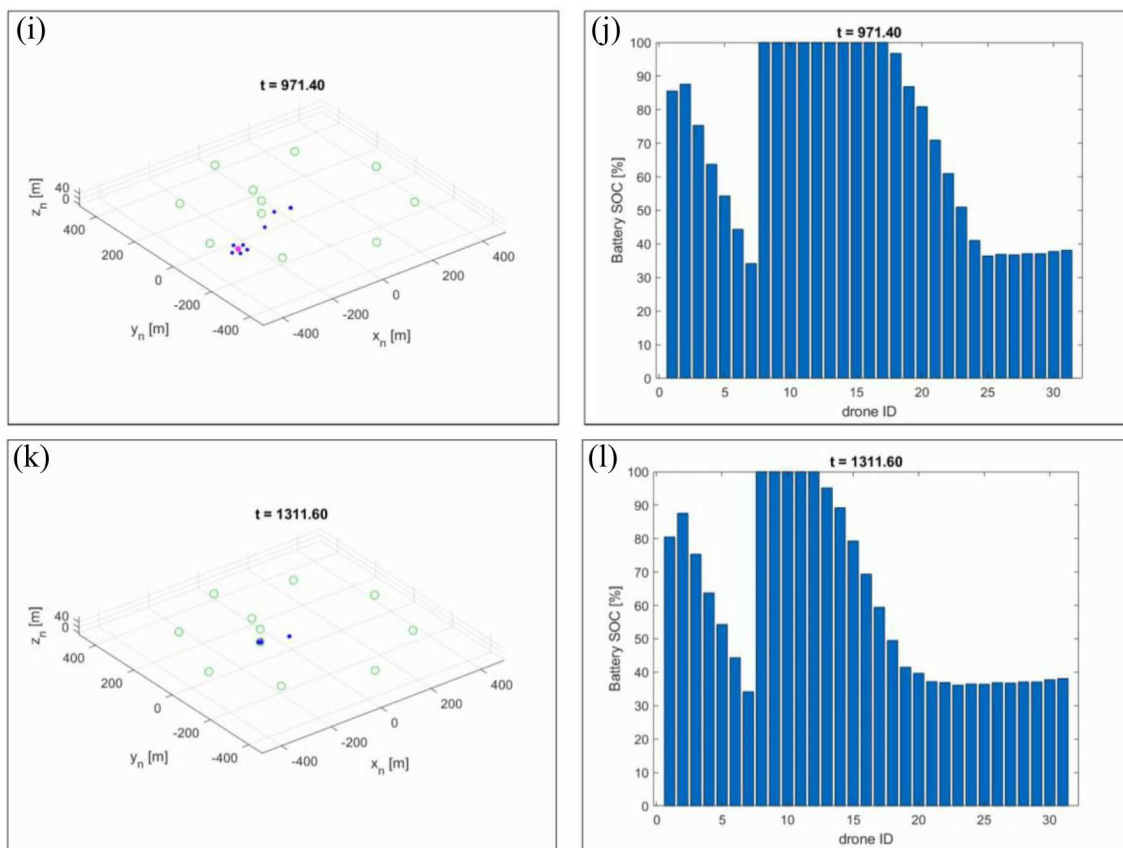 (i)
t = 971.40
z_n [m]
40
0
400
200
0
-200
-400
y_n [m]
-400
-200
0
200
400
x_n [m]
(j)
t = 971.40
Battery SOC [%]
100
90
80
70
60
50
40
30
20
10
0
0 5 10 15 20 25 30
drone ID
(k)
t = 1311.60
z_n [m]
40
0
400
200
0
-200
-400
y_n [m]
-400
-200
0
200
400
x_n [m]
(l)
t = 1311.60
Battery SOC [%]
100
90
80
70
60
50
40
30
20
10
0
0 5 10 15 20 25 30
drone ID